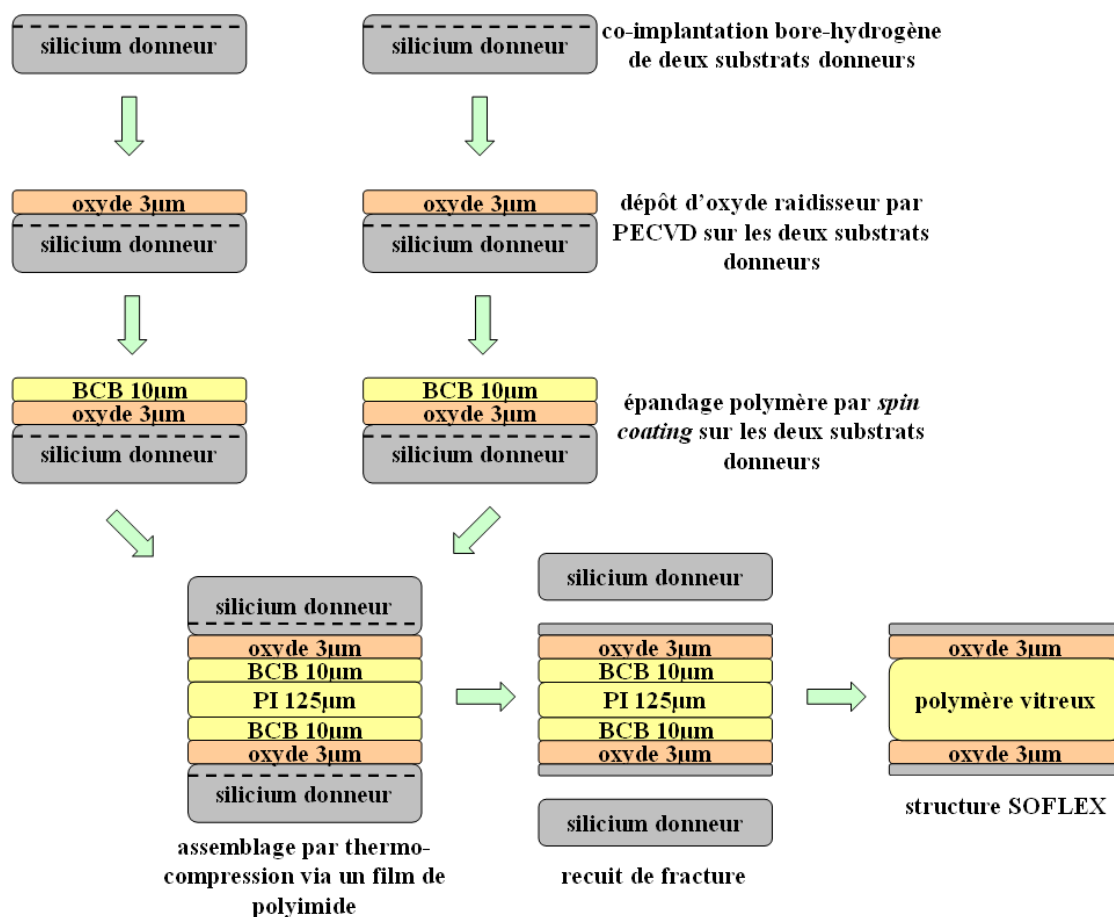 silicium donneur
silicium donneur
co-implantation bore-hydrogène
de deux substrats donneurs
oxyde 3µm
silicium donneur
oxyde 3µm
silicium donneur
dépôt d’oxyde raidisseur par
PECVD sur les deux substrats
donneurs
BCB 10µm
oxyde 3µm
silicium donneur
BCB 10µm
oxyde 3µm
silicium donneur
épandage polymère par spin
coating sur les deux substrats
donneurs
silicium donneur
oxyde 3µm
BCB 10µm
PI 125µm
BCB 10µm
oxyde 3µm
silicium donneur
assemblage par thermo-
compression via un film de
polyimide
silicium donneur
oxyde 3µm
BCB 10µm
PI 125µm
BCB 10µm
oxyde 3µm
silicium donneur
recuit de fracture
oxyde 3µm
polymère vitreux
oxyde 3µm
structure SOFLEX